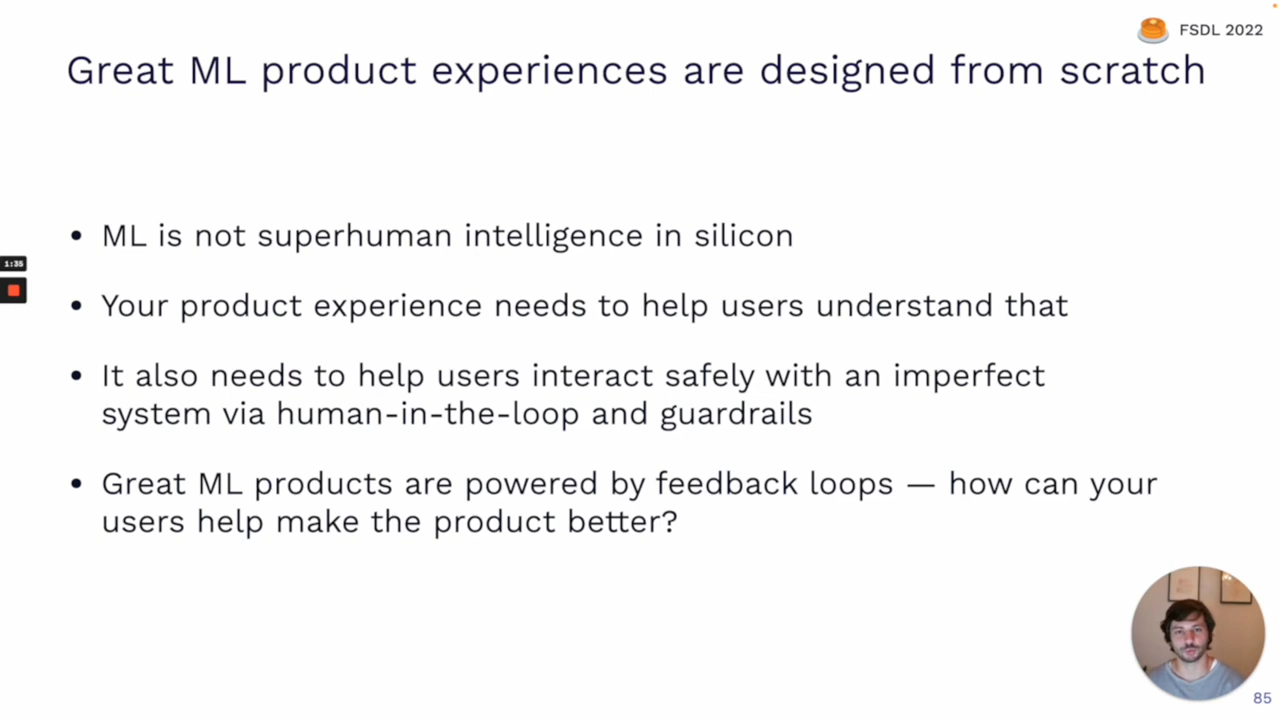 FSDL 2022
Great ML product experiences are designed from scratch
• ML is not superhuman intelligence in silicon
1:35
• Your product experience needs to help users understand that
• It also needs to help users interact safely with an imperfect
system via human-in-the-loop and guardrails
• Great ML products are powered by feedback loops — how can your
users help make the product better?
85